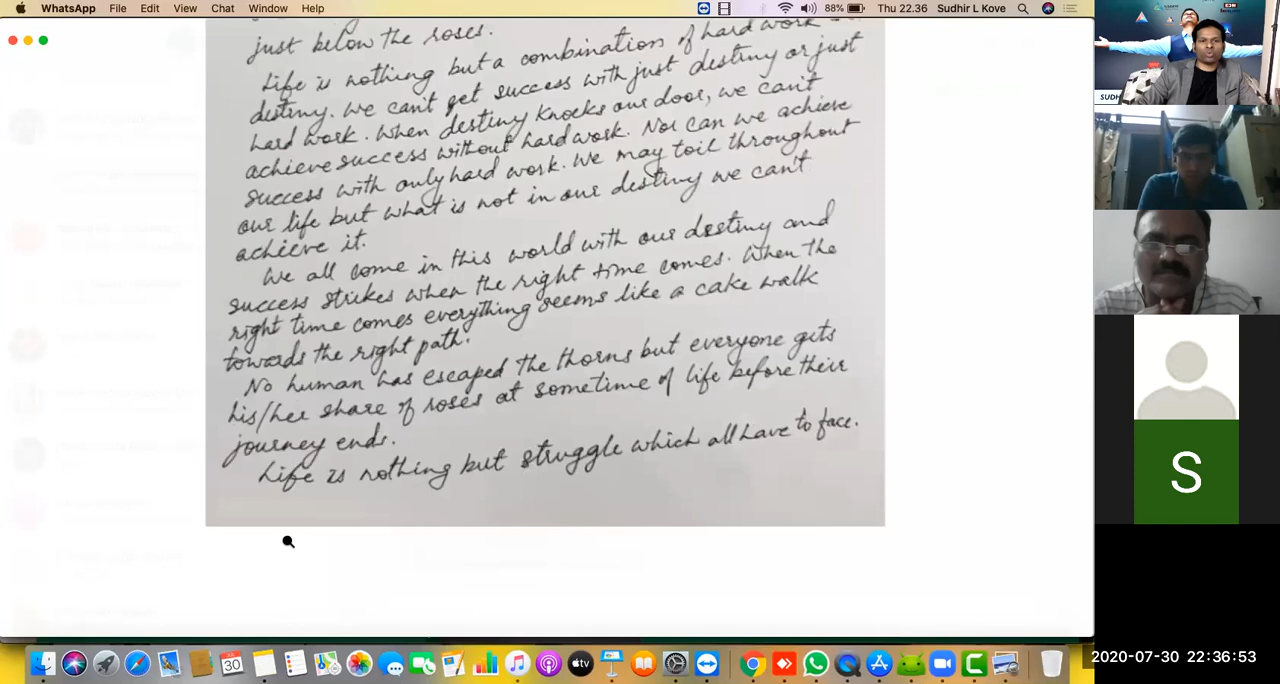 WhatsApp File Edit View Chat Window Help 88% Thu 22.36 Sudhir L Kove
just below the roses.
Life is nothing but a combination of hard work
destiny. We can't get success with just destiny or just
hard work. When destiny knocks our door, we can't
achieve success without hard work. Nor can we achieve
success with only hard work. We may toil throughout
our life but what is not in our destiny we can't
achieve it.
We all come in this world with our destiny and
success strikes when the right time comes. When the
right time comes everything seems like a cake walk
towards the right path.
No human has escaped the thorns but everyone gets
his/her share of roses at sometime of life before their
journey ends.
Life is nothing but struggle which all have to face.
SUDH
S
JUL
30
tv
2020-07-30 22:36:53